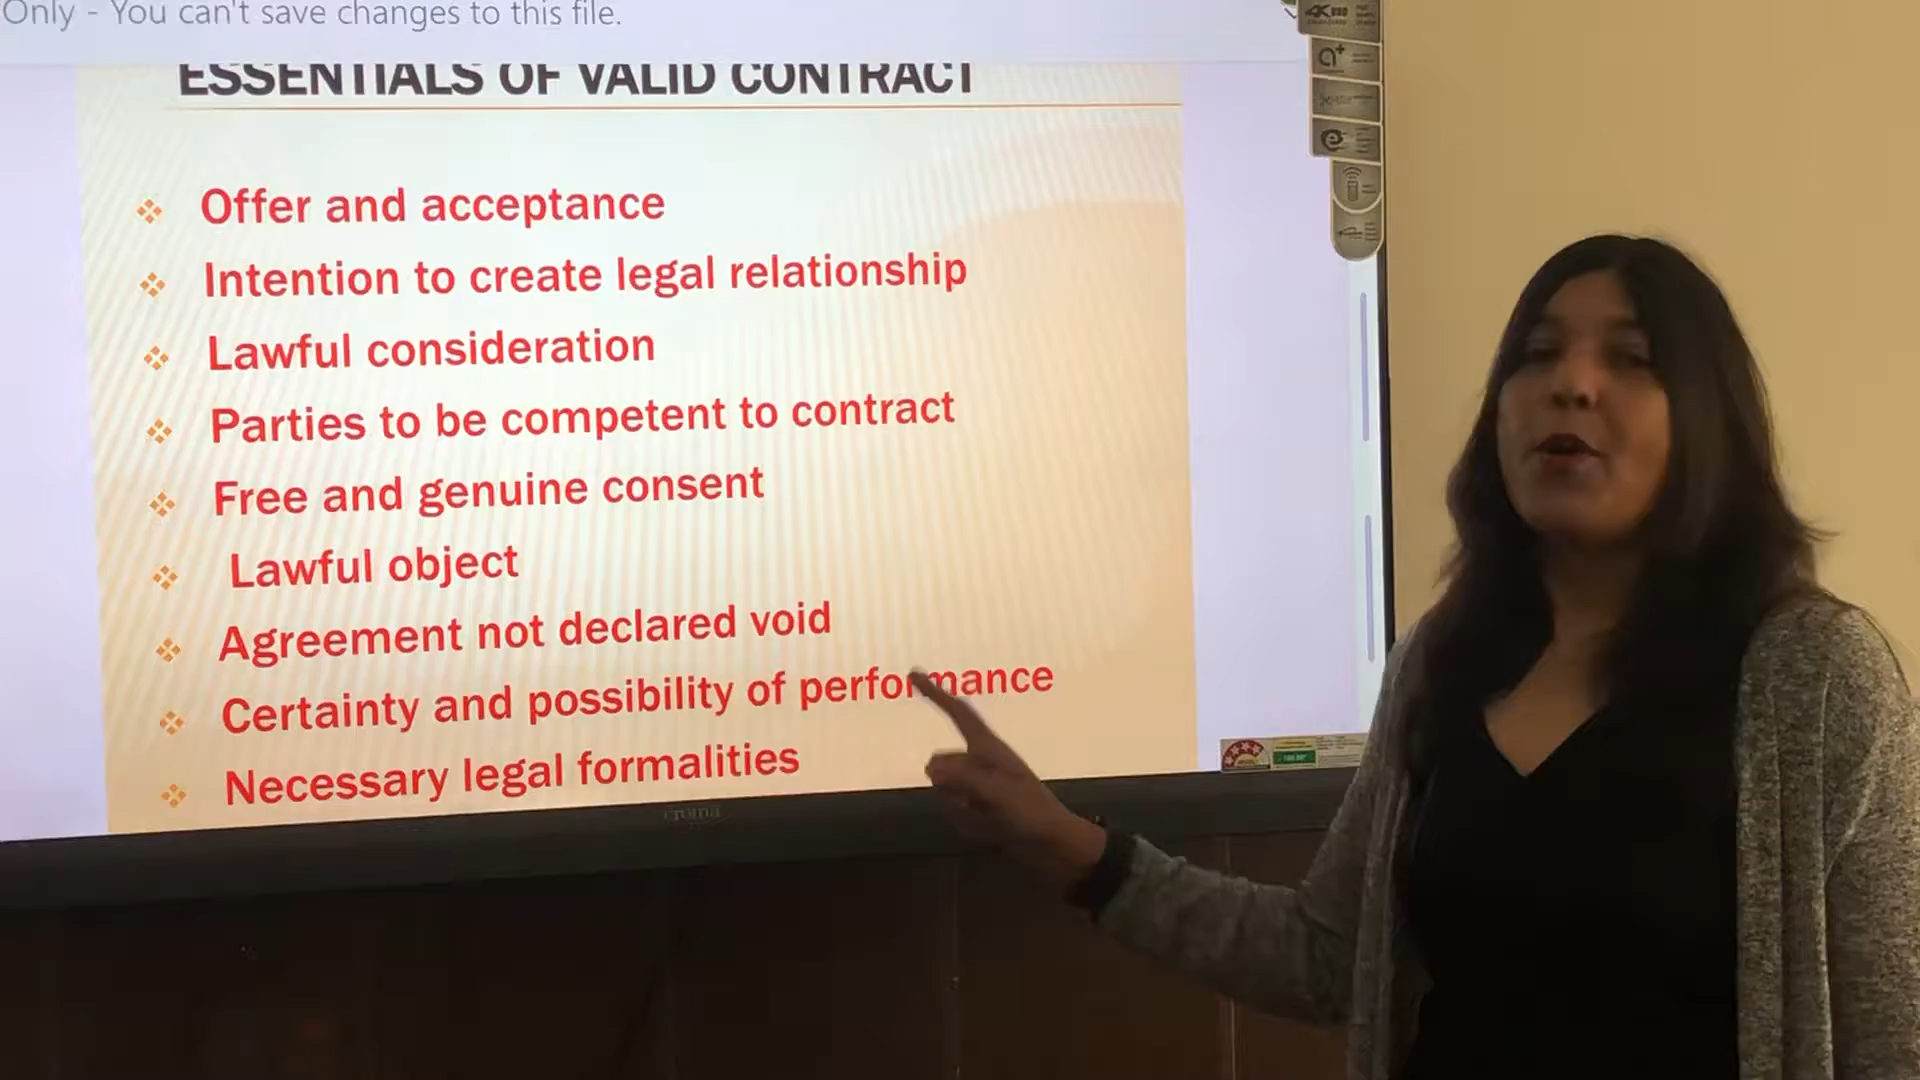 Only - You can't save changes to this file.
ESSENTIALS OF VALID CONTRACT
Offer and acceptance
Intention to create legal relationship
Lawful consideration
Parties to be competent to contract
Free and genuine consent
Lawful object
Agreement not declared void
Certainty and possibility of performance
Necessary legal formalities
croma
4K
a+
e